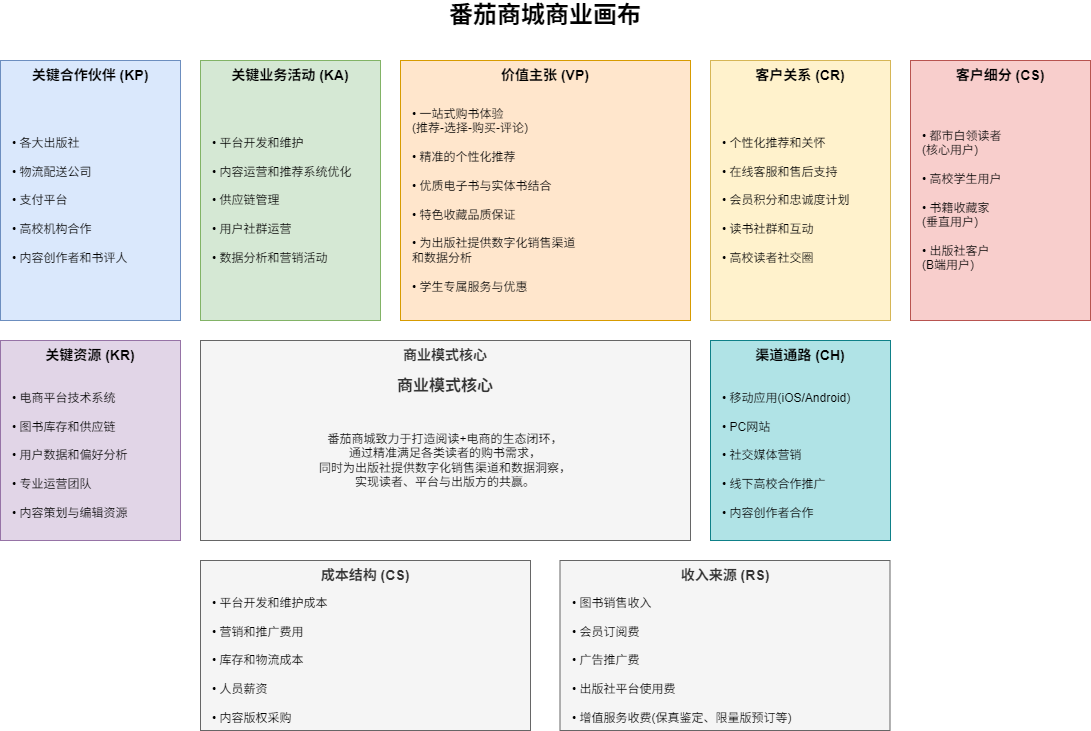 番茄商城商业画布
关键合作伙伴 (KP)
• 各大出版社
• 物流配送公司
• 支付平台
• 高校机构合作
• 内容创作者和书评人
关键业务活动 (KA)
• 平台开发和维护
• 内容运营和推荐系统优化
• 供应链管理
• 用户社群运营
• 数据分析和营销活动
价值主张 (VP)
• 一站式购书体验
(推荐-选择-购买-评论)
• 精准的个性化推荐
• 优质电子书与实体书结合
• 特色收藏品质保证
• 为出版社提供数字化销售渠道
和数据分析
• 学生专属服务与优惠
客户关系 (CR)
• 个性化推荐和关怀
• 在线客服和售后支持
• 会员积分和忠诚度计划
• 读书社群和互动
• 高校读者社交圈
客户细分 (CS)
• 都市白领读者
(核心用户)
• 高校学生用户
• 书籍收藏家
(垂直用户)
• 出版社客户
(B端用户)
关键资源 (KR)
• 电商平台技术系统
• 图书库存和供应链
• 用户数据和偏好分析
• 专业运营团队
• 内容策划与编辑资源
商业模式核心
商业模式核心
番茄商城致力于打造阅读+电商的生态闭环，
通过精准满足各类读者的购书需求，
同时为出版社提供数字化销售渠道和数据洞察，
实现读者、平台与出版方的共赢。
渠道通路 (CH)
• 移动应用(iOS/Android)
• PC网站
• 社交媒体营销
• 线下高校合作推广
• 内容创作者合作
成本结构 (CS)
• 平台开发和维护成本
• 营销和推广费用
• 库存和物流成本
• 人员薪资
• 内容版权采购
收入来源 (RS)
• 图书销售收入
• 会员订阅费
• 广告推广费
• 出版社平台使用费
• 增值服务收费(保真鉴定、限量版预订等)